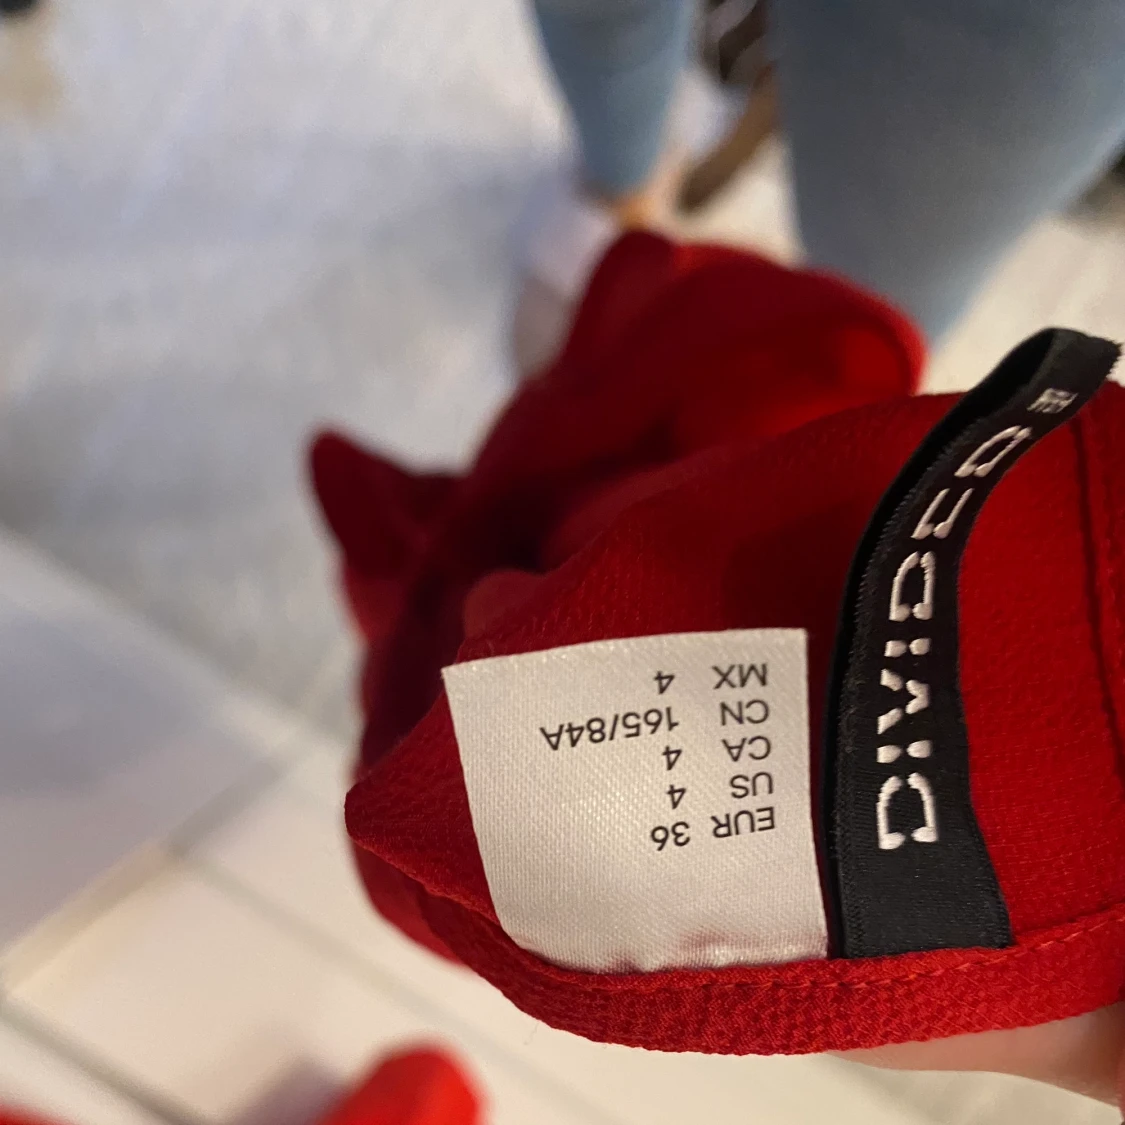 DIVIDED
H&M
EUR 36
US 4
CA 4
CN 165/84A
MX 4